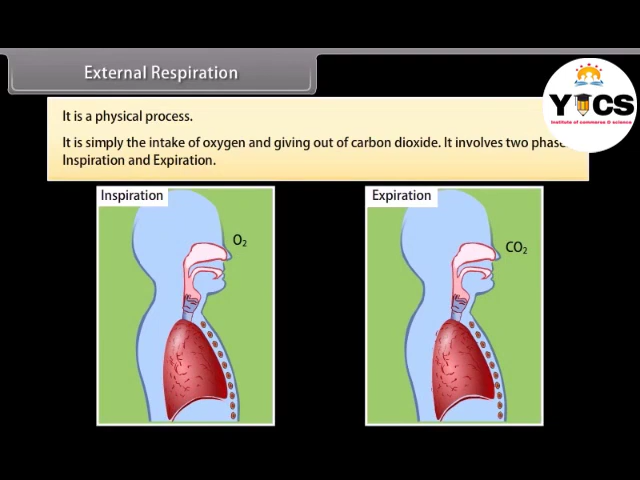 External Respiration
It is a physical process.
It is simply the intake of oxygen and giving out of carbon dioxide. It involves two phase
Inspiration and Expiration.
YICS
Institute of commerce & science
Inspiration
O₂
Expiration
CO₂